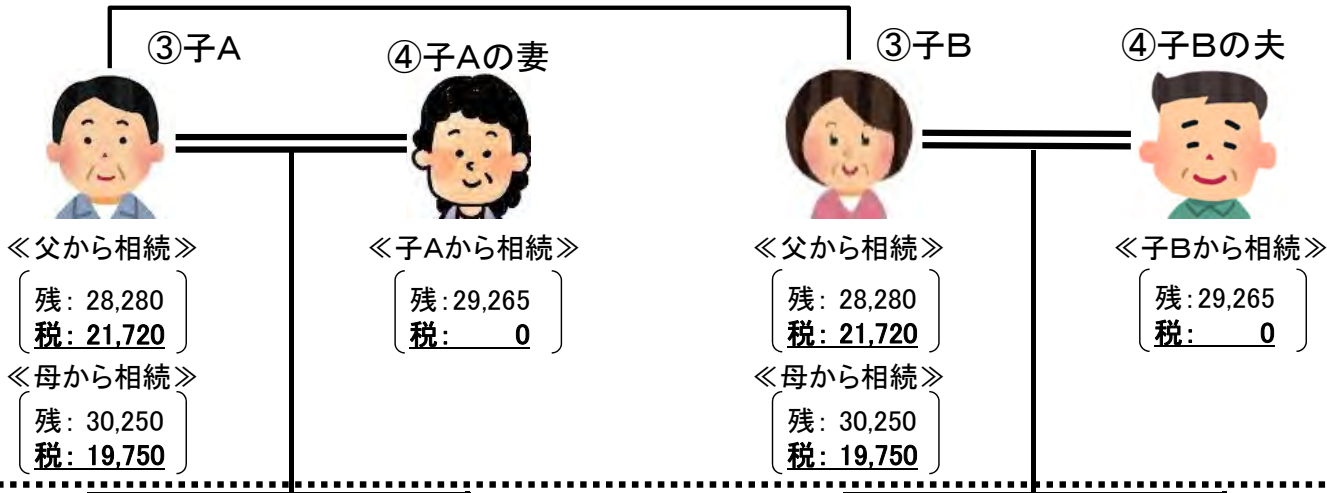 ③子A
④子Aの妻
③子B
④子Bの夫
≪父から相続≫
残: 28,280
税: 21,720
≪母から相続≫
残: 30,250
税: 19,750
≪子Aから相続≫
残:29,265
税: 0
≪父から相続≫
残: 28,280
税: 21,720
≪母から相続≫
残: 30,250
税: 19,750
≪子Bから相続≫
残:29,265
税: 0